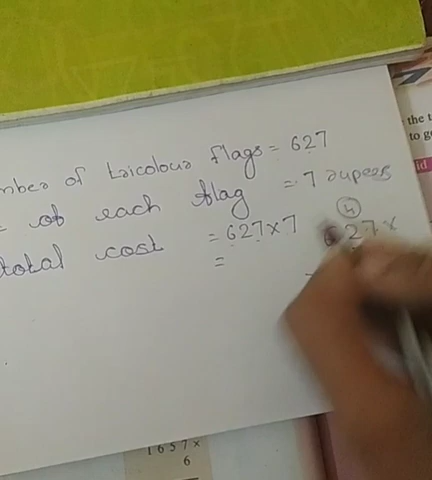 of tricolour flags = 627
of each flag = 7 rupees
total cost = 627×7
=
4
627×
the t
to ge
1657×
6